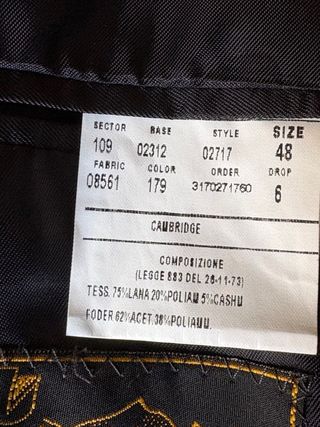 SECTOR BASE STYLE SIZE
109 02312 02717 48
FABRIC COLOR ORDER DROP
08561 179 3170271760 6
CAMBRIDGE
COMPOSIZIONE
(LEGGE 883 DEL 26-11-73)
TESS. 75%LANA 20%POLIAM 5%CASHM
FODER 62%ACET 38%POLIAMM.